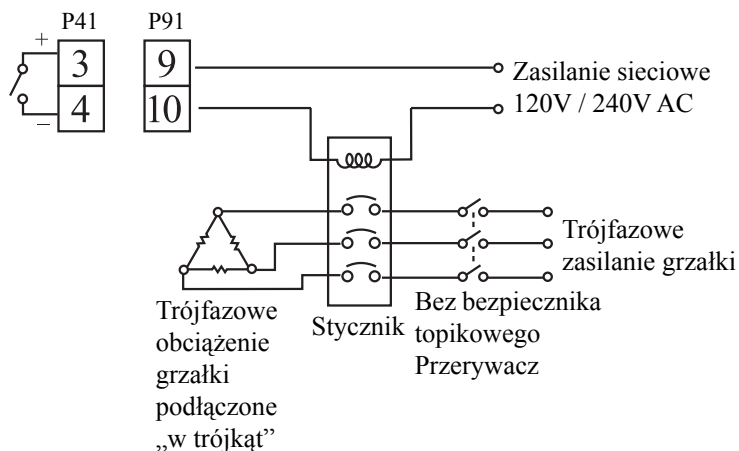 P41 P91
+
3 9
4 10
–
Zasilanie sieciowe
120V / 240V AC
Trójfazowe
zasilanie grzałki
Stycznik
Bez bezpiecznika
topikowego
Przerywacz
Trójfazowe
obciążenie
grzałki
podłączone
„w trójkąt”